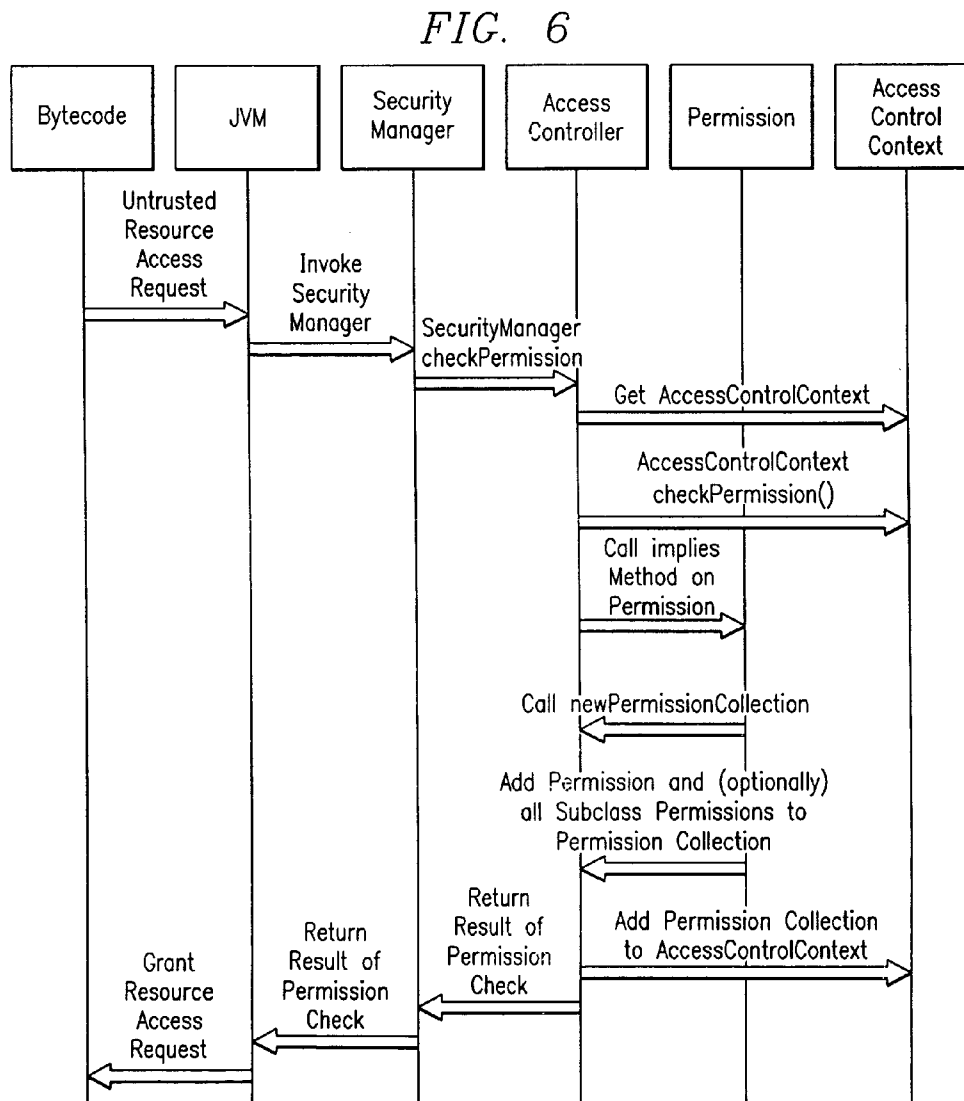 FIG. 6
Bytecode
JVM
Security
Manager
Access
Controller
Permission
Access
Control
Context
Untrusted
Resource
Access
Request
Invoke
Security
Manager
SecurityManager
checkPermission
Get AccessControlContext
AccessControlContext
checkPermission()
Call implies
Method on
Permission
Call newPermissionCollection
Add Permission and (optionally)
all Subclass Permissions to
Permission Collection
Return
Result of
Permission
Check
Add Permission Collection
to AccessControlContext
Return
Result of
Permission
Check
Grant
Resource
Access
Request